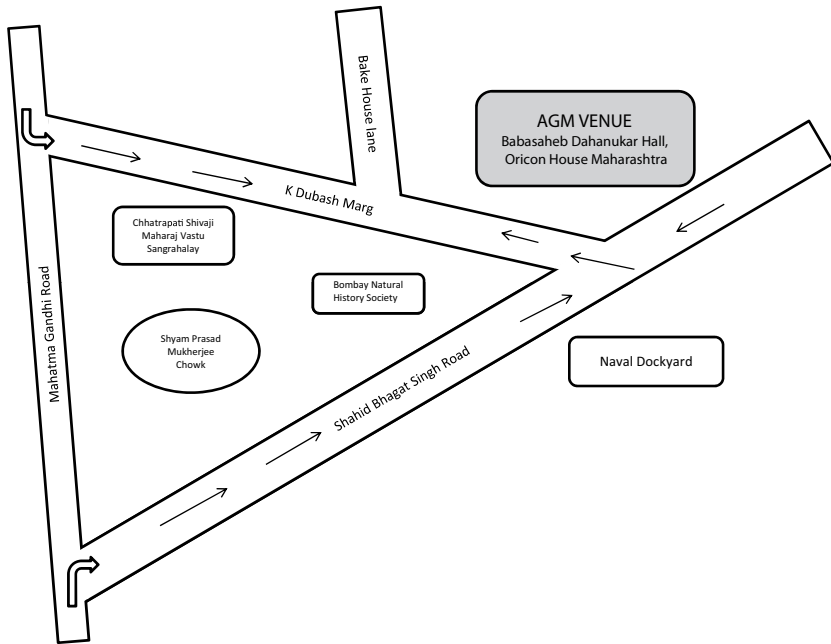 Bake House lane
AGM VENUE
Babasaheb Dahanukar Hall,
Oricon House Maharashtra
K Dubash Marg
Chhatrapati Shivaji
Maharaj Vastu
Sangrahalay
Bombay Natural
History Society
Mahatma Gandhi Road
Shyam Prasad
Mukherjee
Chowk
Shahid Bhagat Singh Road
Naval Dockyard